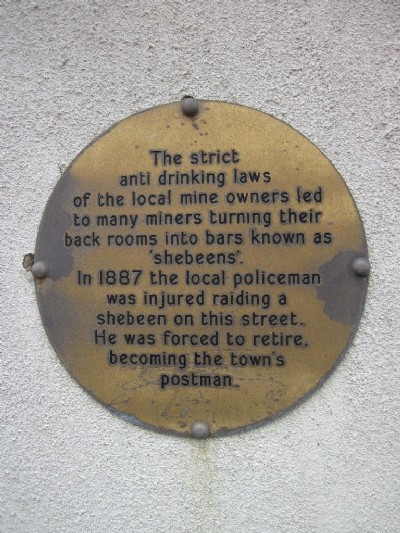 The strict
anti drinking laws
of the local mine owners led
to many miners turning their
back rooms into bars known as
'shebeens'.
In 1887 the local policeman
was injured raiding a
shebeen on this street.
He was forced to retire,
becoming the town's
postman.